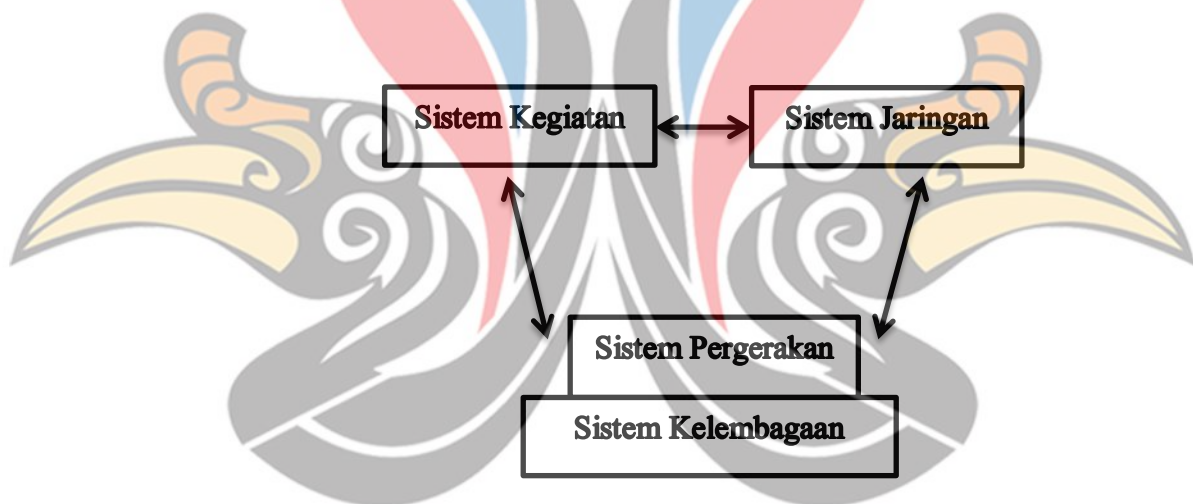 Sistem Kegiatan
Sistem Jaringan
Sistem Pergerakan
Sistem Kelembagaan